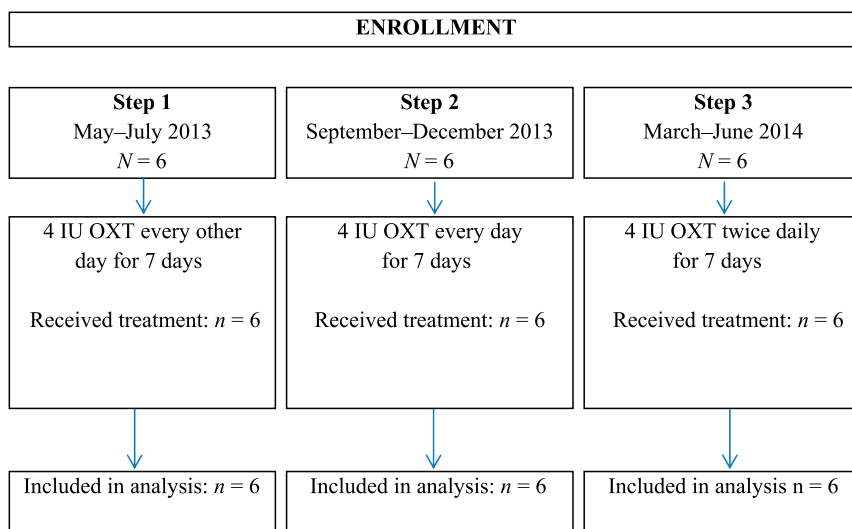 ENROLLMENT
Step 1
May–July 2013
N = 6
Step 2
September–December 2013
N = 6
Step 3
March–June 2014
N = 6
4 IU OXT every other
day for 7 days
Received treatment: n = 6
4 IU OXT every day
for 7 days
Received treatment: n = 6
4 IU OXT twice daily
for 7 days
Received treatment: n = 6
Included in analysis: n = 6
Included in analysis: n = 6
Included in analysis n = 6